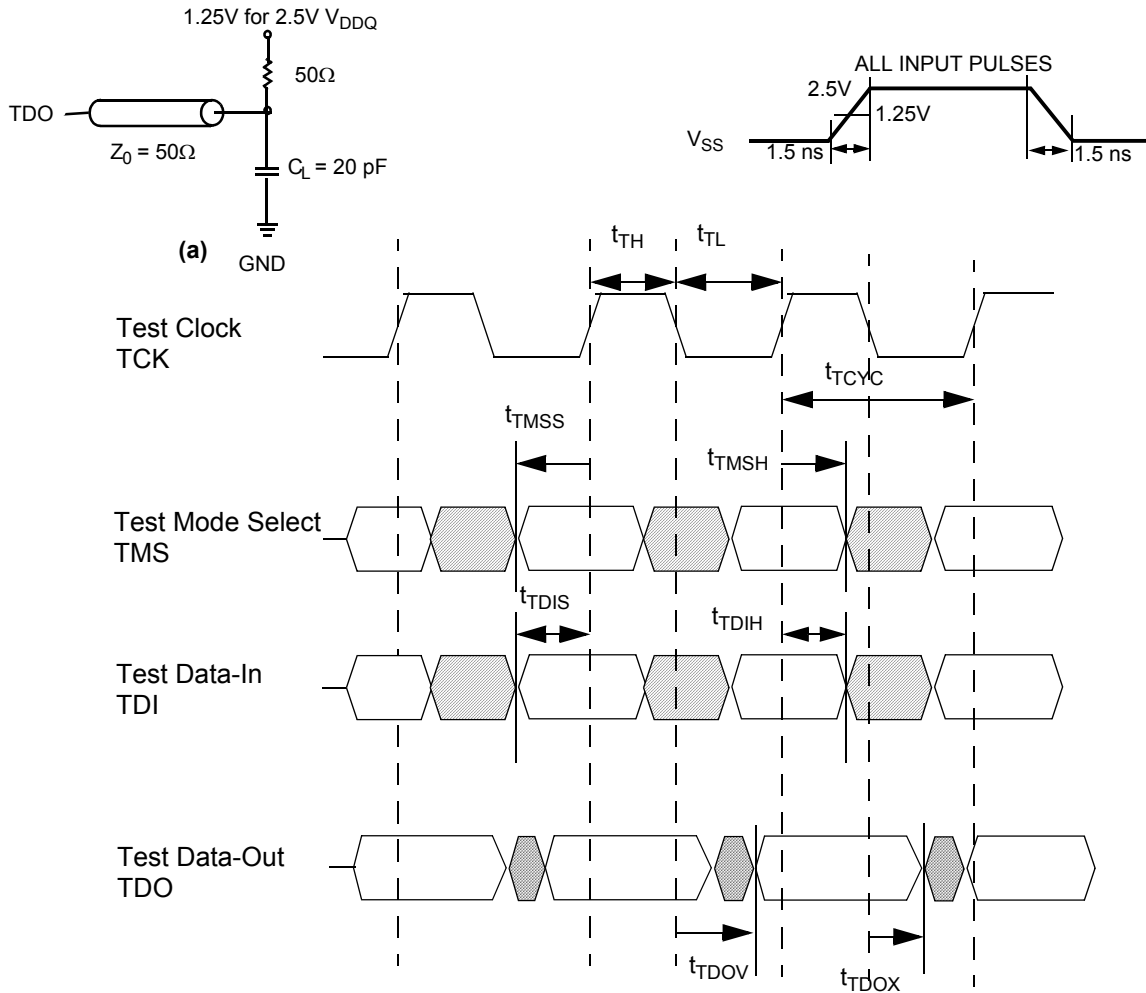 1.25V for 2.5V VDDQ
50Ω
TDO
Z0 = 50Ω
CL = 20 pF
(a)
GND
ALL INPUT PULSES
2.5V
1.25V
VSS
1.5 ns
1.5 ns
tTH
tTL
Test Clock
TCK
tTCYC
tTMSS
tTMSH
Test Mode Select
TMS
tTDIS
tTDIH
Test Data-In
TDI
Test Data-Out
TDO
tTDOV
tTDOX